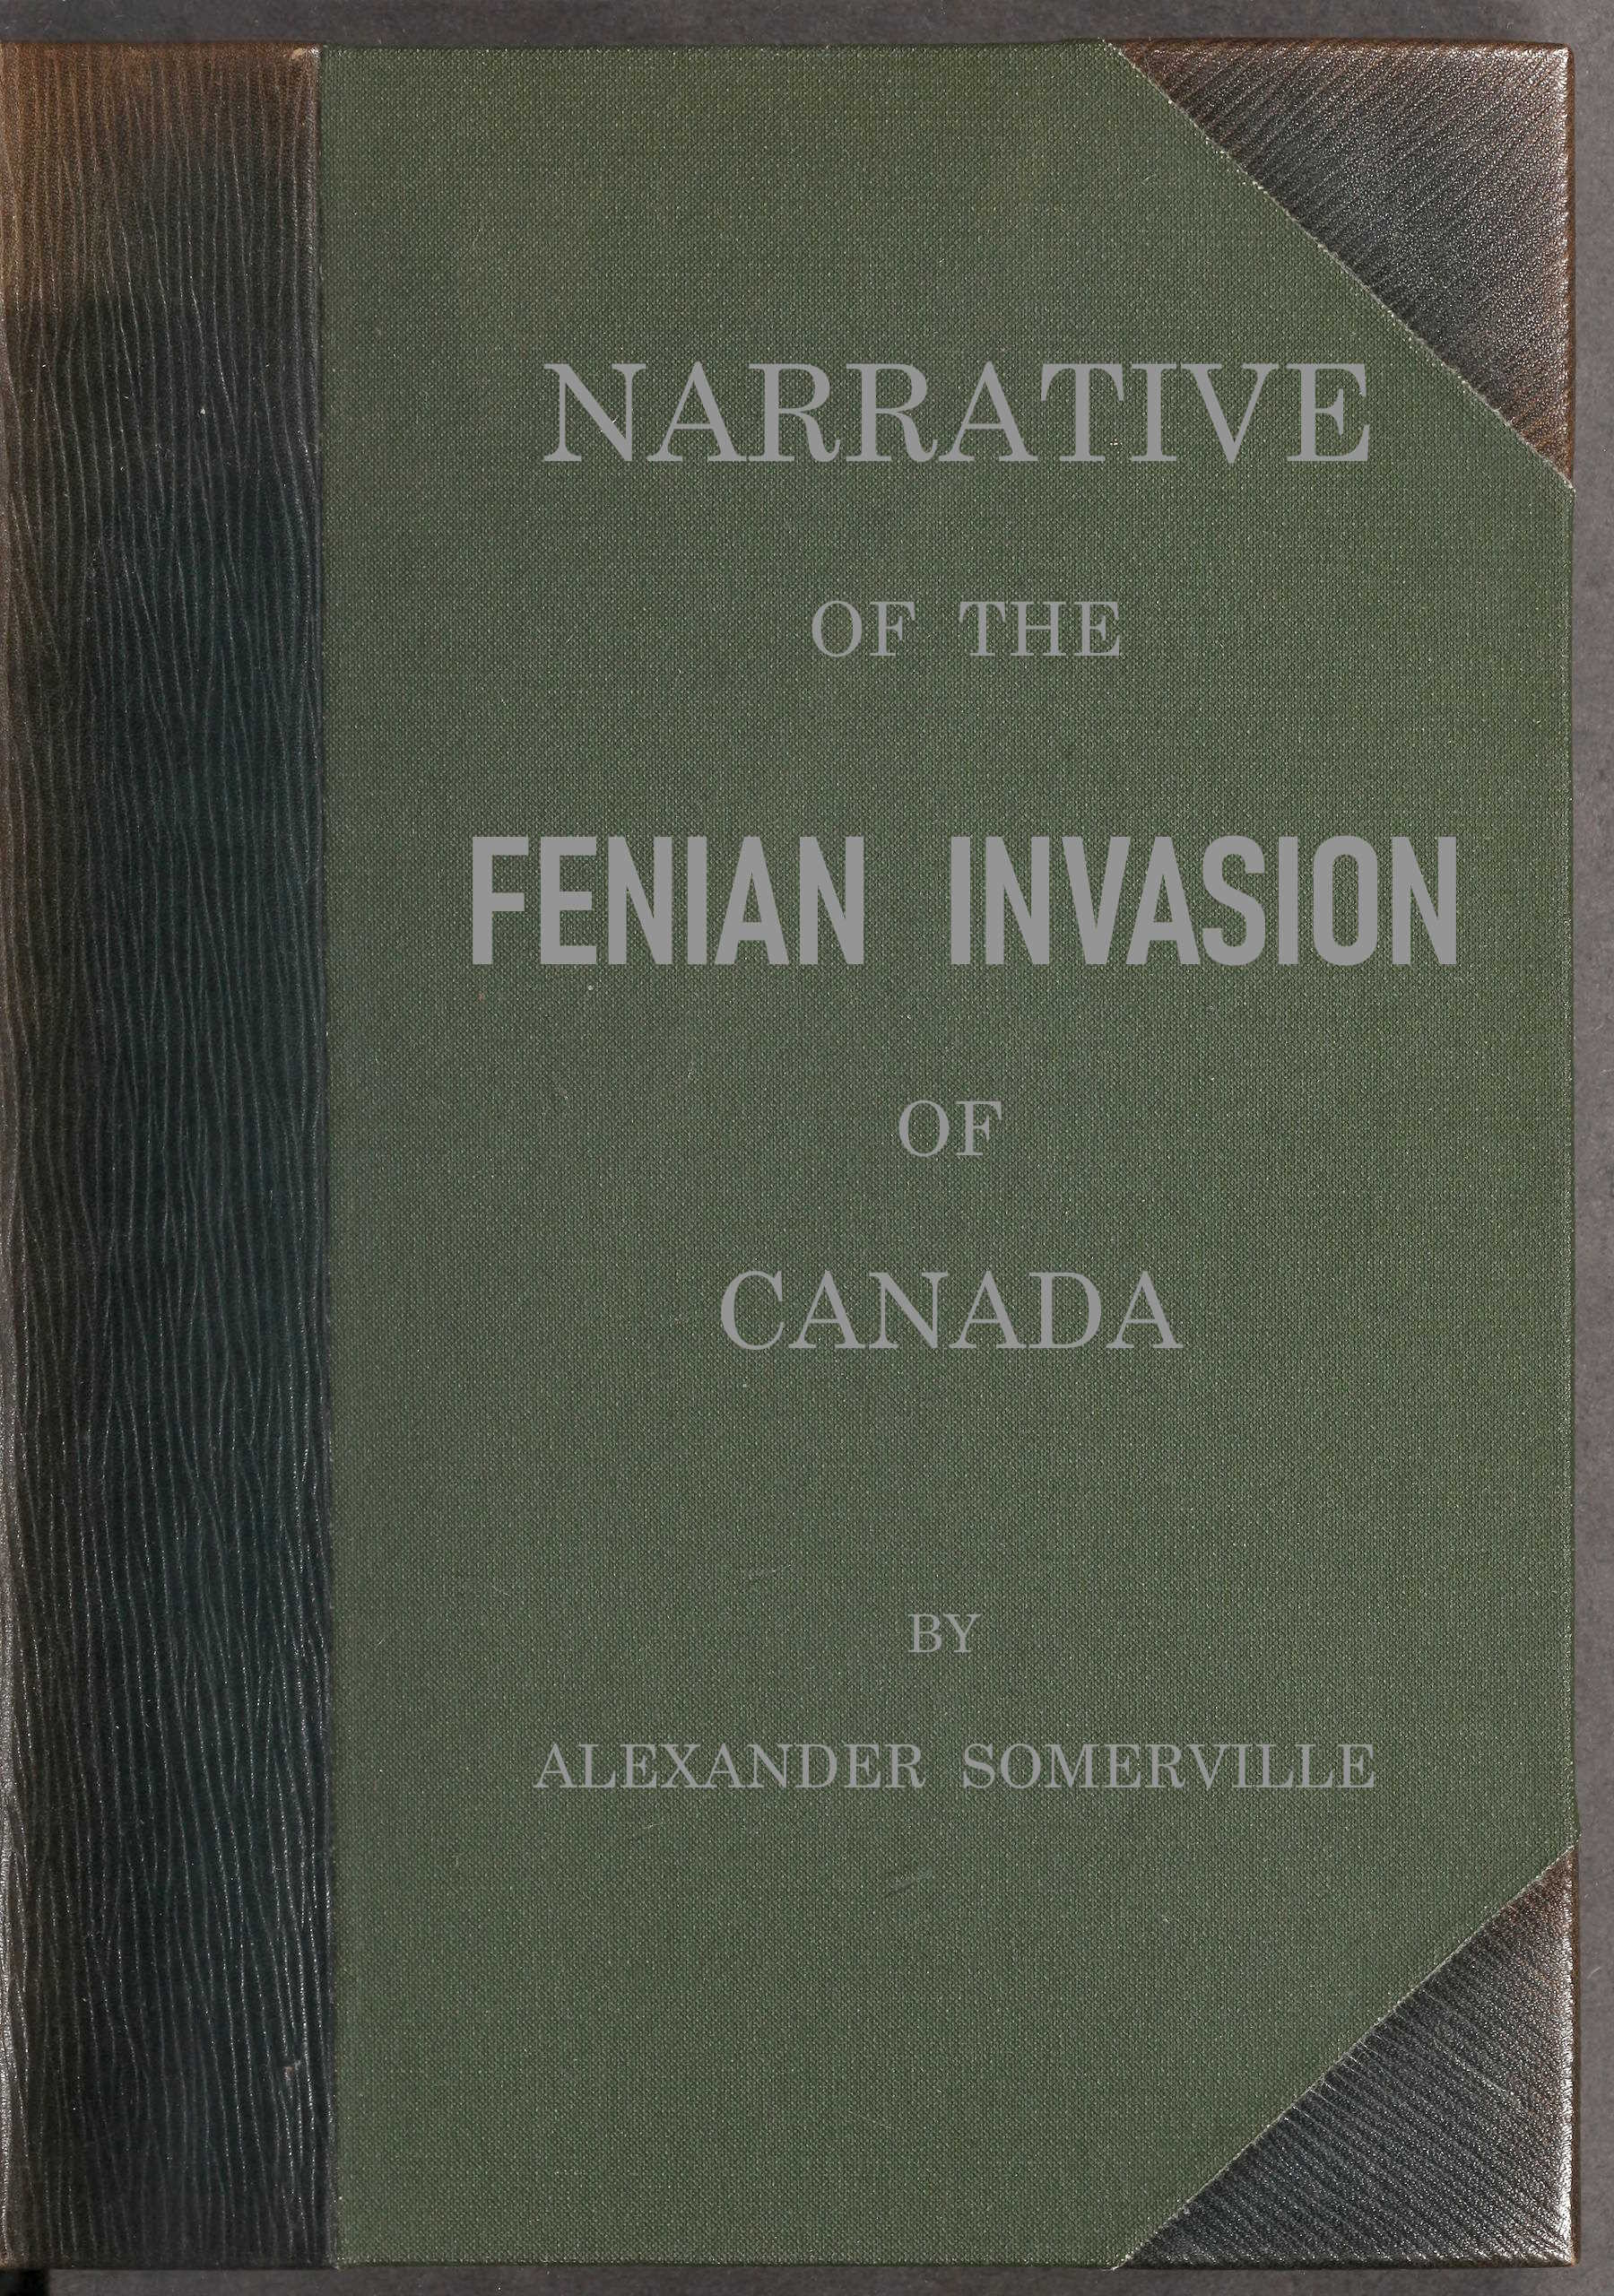 NARRATIVE
OF THE
FENIAN INVASION
OF
CANADA
BY
ALEXANDER SOMERVILLE